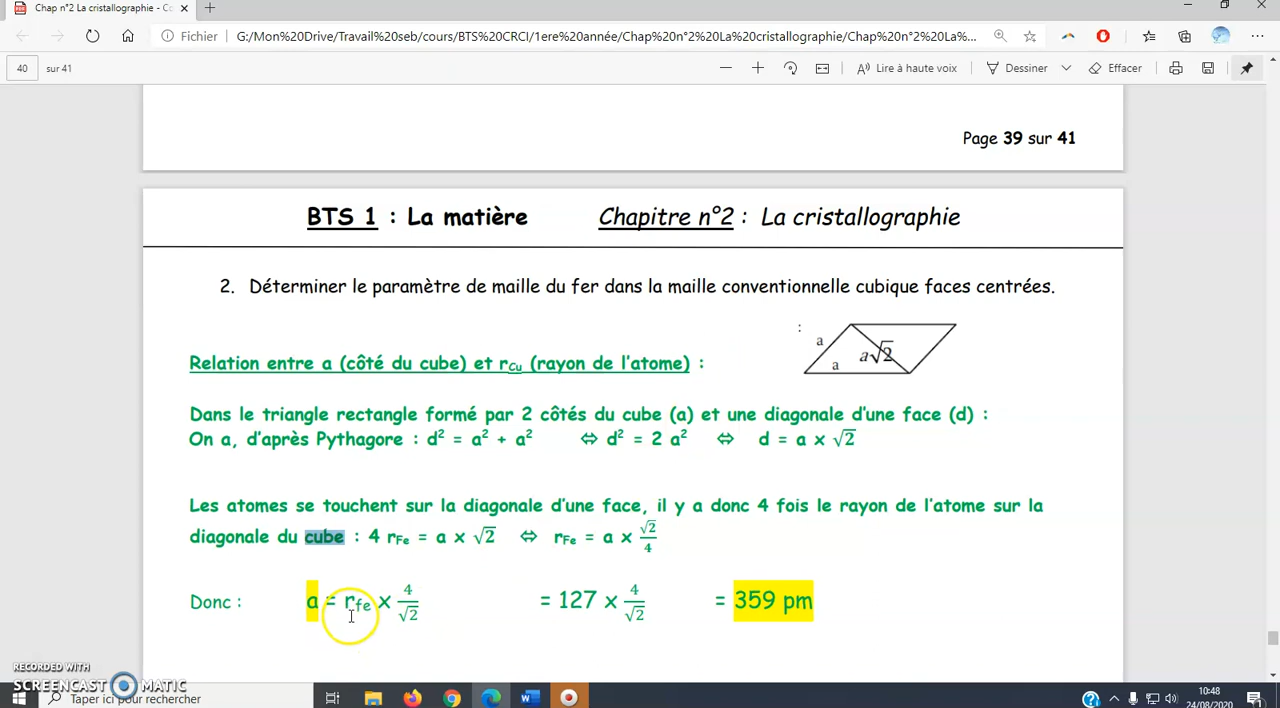 Chap n°2 La cristallographie - C
Fichier G:/Mon%20Drive/Travail%20seb/cours/BTS%20CRCI/1ere%20année/Chap%20n°2%20La%20cristallographie/Chap%20n°2%20La%...
40 sur 41 Lire à haute voix Dessiner Effacer
Page 39 sur 41
BTS 1 : La matière Chapitre n°2 : La cristallographie
2. Déterminer le paramètre de maille du fer dans la maille conventionnelle cubique faces centrées.
:
a
a√2
a
Relation entre a (côté du cube) et rCu (rayon de l'atome) :
Dans le triangle rectangle formé par 2 côtés du cube (a) et une diagonale d'une face (d) :
On a, d'après Pythagore : d² = a² + a² ⇔ d² = 2 a² ⇔ d = a x √2
Les atomes se touchent sur la diagonale d'une face, il y a donc 4 fois le rayon de l'atome sur la
diagonale du cube : 4 rFe = a x √2 ⇔ rFe = a x √2/4
Donc : a = rfe x 4/√2 = 127 x 4/√2 = 359 pm
RECORDED WITH
SCREENCAST MATIC
Taper ici pour rechercher
10:48
24/08/2020